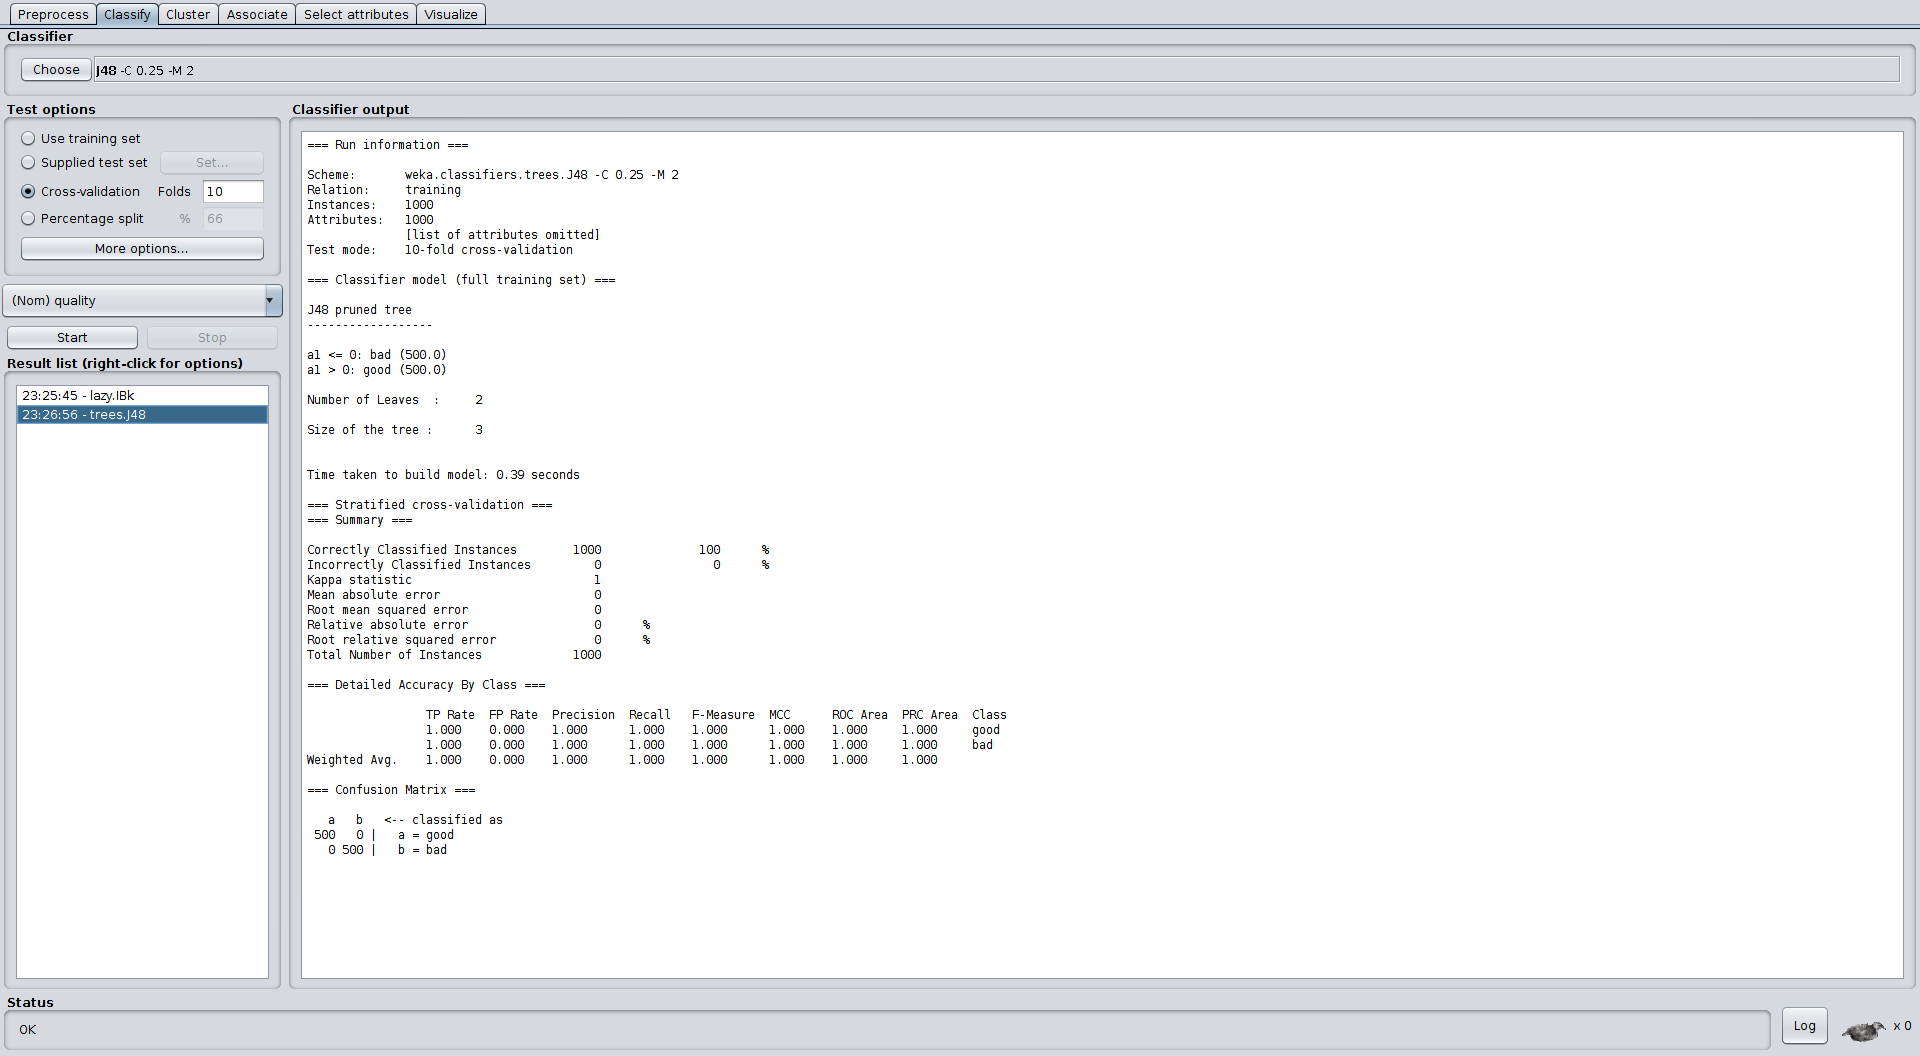 Preprocess Classify Cluster Associate Select attributes Visualize
Classifier
Choose J48 -C 0.25 -M 2
Test options
Use training set
Supplied test set Set...
Cross-validation Folds 10
Percentage split % 66
More options...
(Nom) quality
Start Stop
Result list (right-click for options)
23:25:45 - lazy.IBk
23:26:56 - trees.J48
Classifier output
=== Run information ===
Scheme: weka.classifiers.trees.J48 -C 0.25 -M 2
Relation: training
Instances: 1000
Attributes: 1000
[list of attributes omitted]
Test mode: 10-fold cross-validation
=== Classifier model (full training set) ===
J48 pruned tree
------------------
a1 <= 0: bad (500.0)
a1 > 0: good (500.0)
Number of Leaves : 2
Size of the tree : 3
Time taken to build model: 0.39 seconds
=== Stratified cross-validation ===
=== Summary ===
Correctly Classified Instances 1000 100 %
Incorrectly Classified Instances 0 0 %
Kappa statistic 1
Mean absolute error 0
Root mean squared error 0
Relative absolute error 0 %
Root relative squared error 0 %
Total Number of Instances 1000
=== Detailed Accuracy By Class ===
TP Rate FP Rate Precision Recall F-Measure MCC ROC Area PRC Area Class
1.000 0.000 1.000 1.000 1.000 1.000 1.000 1.000 good
1.000 0.000 1.000 1.000 1.000 1.000 1.000 1.000 bad
Weighted Avg. 1.000 0.000 1.000 1.000 1.000 1.000 1.000 1.000
=== Confusion Matrix ===
a b <-- classified as
500 0 | a = good
0 500 | b = bad
Status
OK
Log x 0